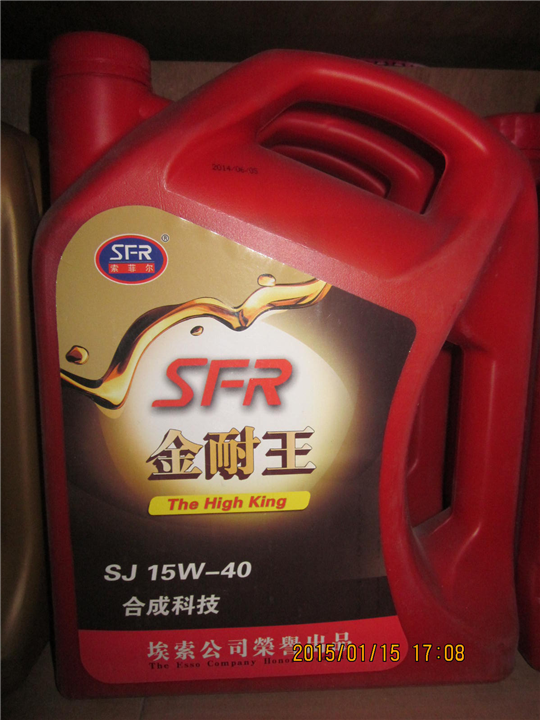 2014/06/05
SFR®
索菲尔
SFR
金耐王
The High King
SJ 15W-40
合成科技
埃索公司榮譽出品
The Esso Company
2015/01/15 17:08